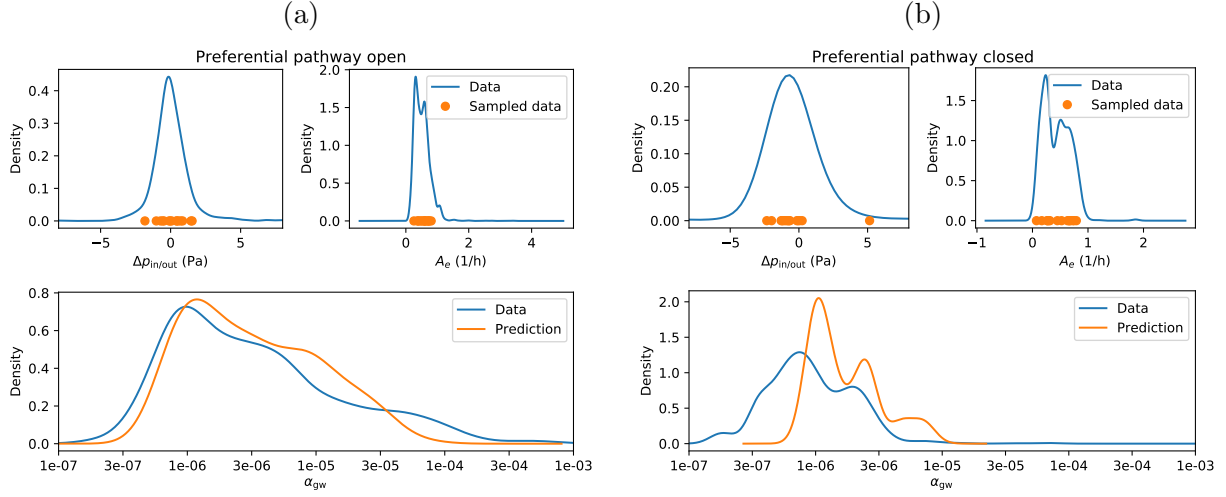 (a)
Preferential pathway open
Density
0.4
0.3
0.2
0.1
0.0
−5
0
5
Δp_in/out (Pa)
Density
2.0
1.5
1.0
0.5
0.0
0
2
4
A_e (1/h)
Data
Sampled data
Density
0.8
0.6
0.4
0.2
0.0
1e-07
3e-07
1e-06
3e-06
1e-05
3e-05
1e-04
3e-04
1e-03
α_gw
Data
Prediction
(b)
Preferential pathway closed
Density
0.20
0.15
0.10
0.05
0.00
−5
0
5
Δp_in/out (Pa)
Density
1.5
1.0
0.5
0.0
−1
0
1
2
A_e (1/h)
Data
Sampled data
Density
2.0
1.5
1.0
0.5
0.0
1e-07
3e-07
1e-06
3e-06
1e-05
3e-05
1e-04
3e-04
1e-03
α_gw
Data
Prediction